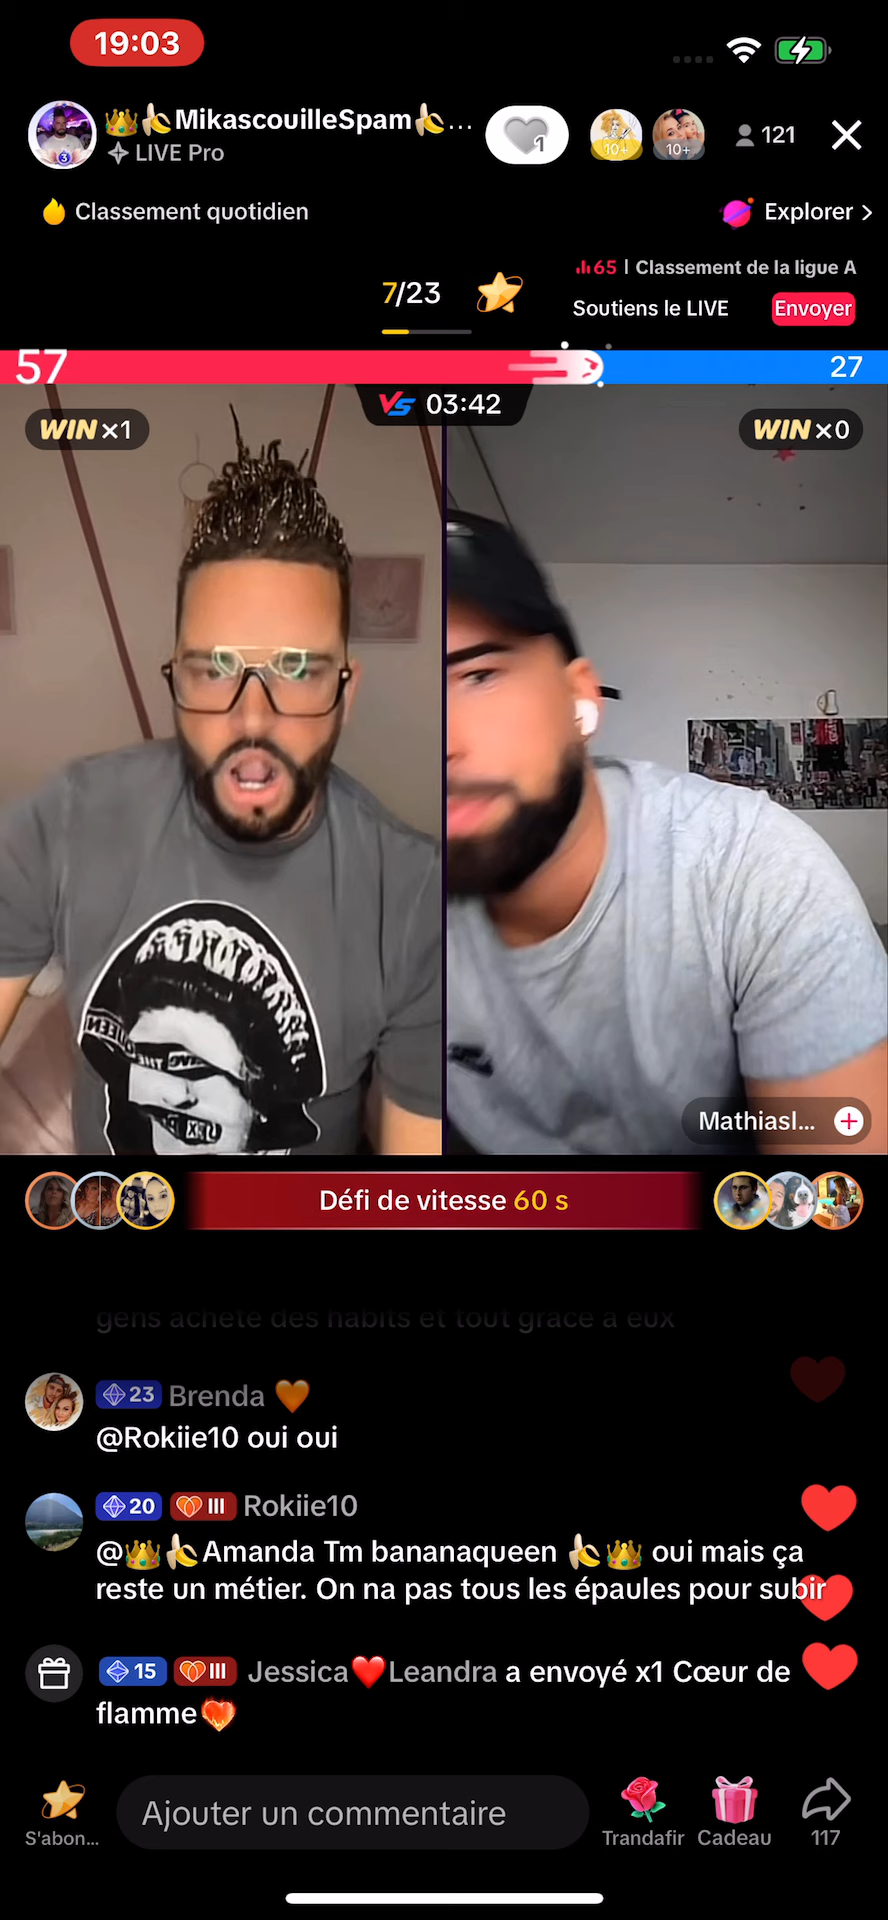 19:03
👑🍌MikascouilleSpam🍌...
LIVE Pro
1
10+
10+
121
Classement quotidien
Explorer >
7/23
65 | Classement de la ligue A
Soutiens le LIVE
Envoyer
57
27
VS 03:42
WIN x1
WIN x0
Mathiasl...
Défi de vitesse 60 s
gens achète des habits et tout grâce à eux
23 Brenda 🧡
@Rokiie10 oui oui
20 III Rokiie10
@👑🍌Amanda Tm bananaqueen 🍌👑 oui mais ça
reste un métier. On na pas tous les épaules pour subir
15 III Jessica❤️Leandra a envoyé x1 Cœur de
flamme
S'abon...
Ajouter un commentaire
Trandafir
Cadeau
117